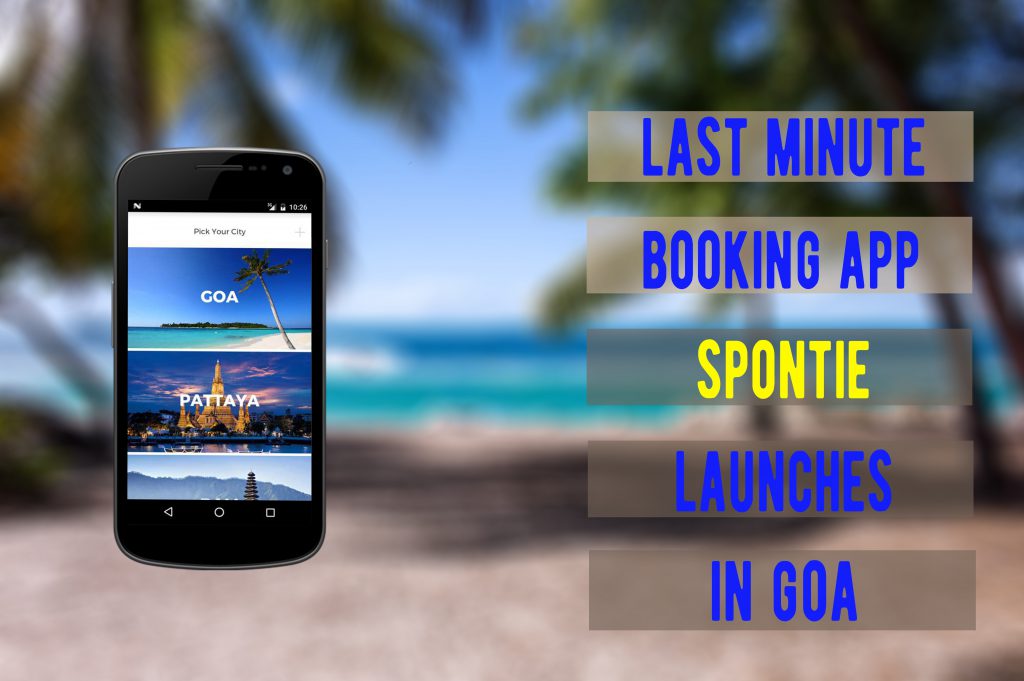 10:26
Pick Your City
GOA
PATTAYA
LAST MINUTE
BOOKING APP
SPONTIE
LAUNCHES
IN GOA